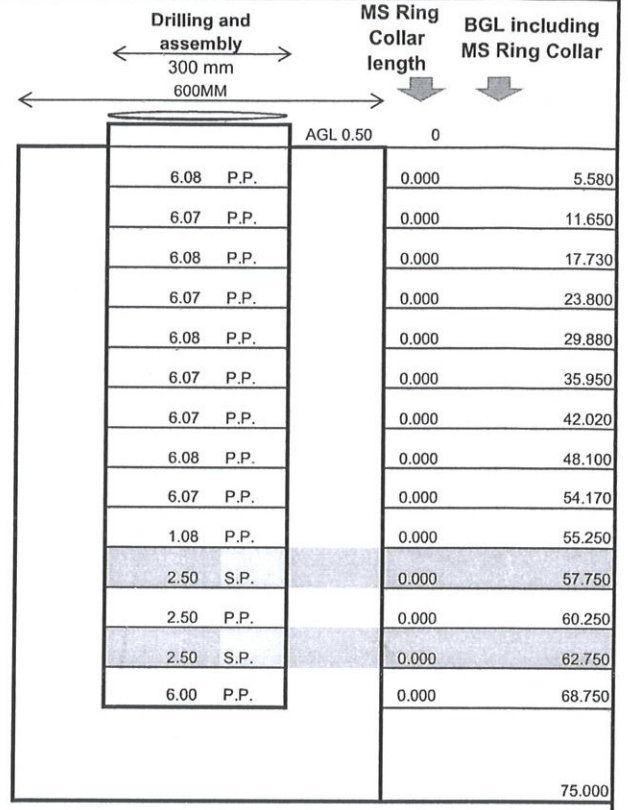 Drilling and
assembly
300 mm
600MM
MS Ring
Collar
length
BGL including
MS Ring Collar
AGL 0.50 0
6.08 P.P. 0.000 5.580
6.07 P.P. 0.000 11.650
6.08 P.P. 0.000 17.730
6.07 P.P. 0.000 23.800
6.08 P.P. 0.000 29.880
6.07 P.P. 0.000 35.950
6.07 P.P. 0.000 42.020
6.08 P.P. 0.000 48.100
6.07 P.P. 0.000 54.170
1.08 P.P. 0.000 55.250
2.50 S.P. 0.000 57.750
2.50 P.P. 0.000 60.250
2.50 S.P. 0.000 62.750
6.00 P.P. 0.000 68.750
75.000